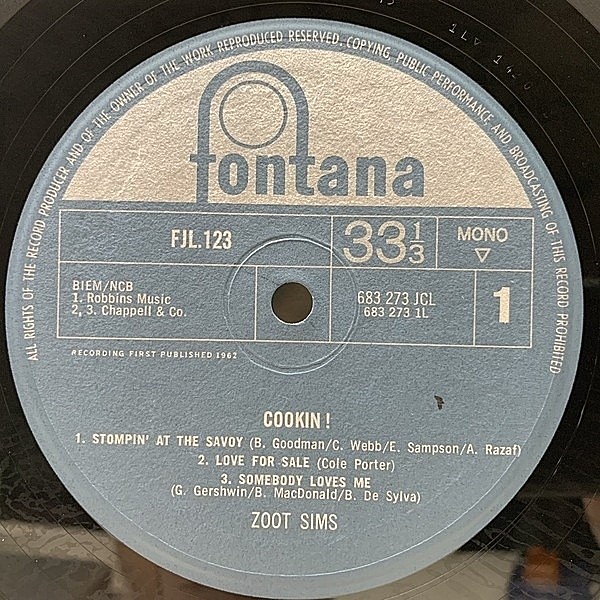 ALL RIGHTS OF THE RECORD PRODUCER AND OF THE OWNER OF THE WORK REPRODUCED RESERVED. COPYING, PUBLIC PERFORMANCE AND BROADCASTING OF THIS RECORD PROHIBITED
fontana
FJL.123
33 1/3
MONO
BIEM/NCB
1. Robbins Music
2, 3. Chappell & Co.
683 273 JCL
683 273 1L
1
RECORDING FIRST PUBLISHED 1962
COOKIN !
1. STOMPIN' AT THE SAVOY (B. Goodman/C. Webb/E. Sampson/A. Razaf)
2. LOVE FOR SALE (Cole Porter)
3. SOMEBODY LOVES ME
(G. Gershwin/B. MacDonald/B. De Sylva)
ZOOT SIMS